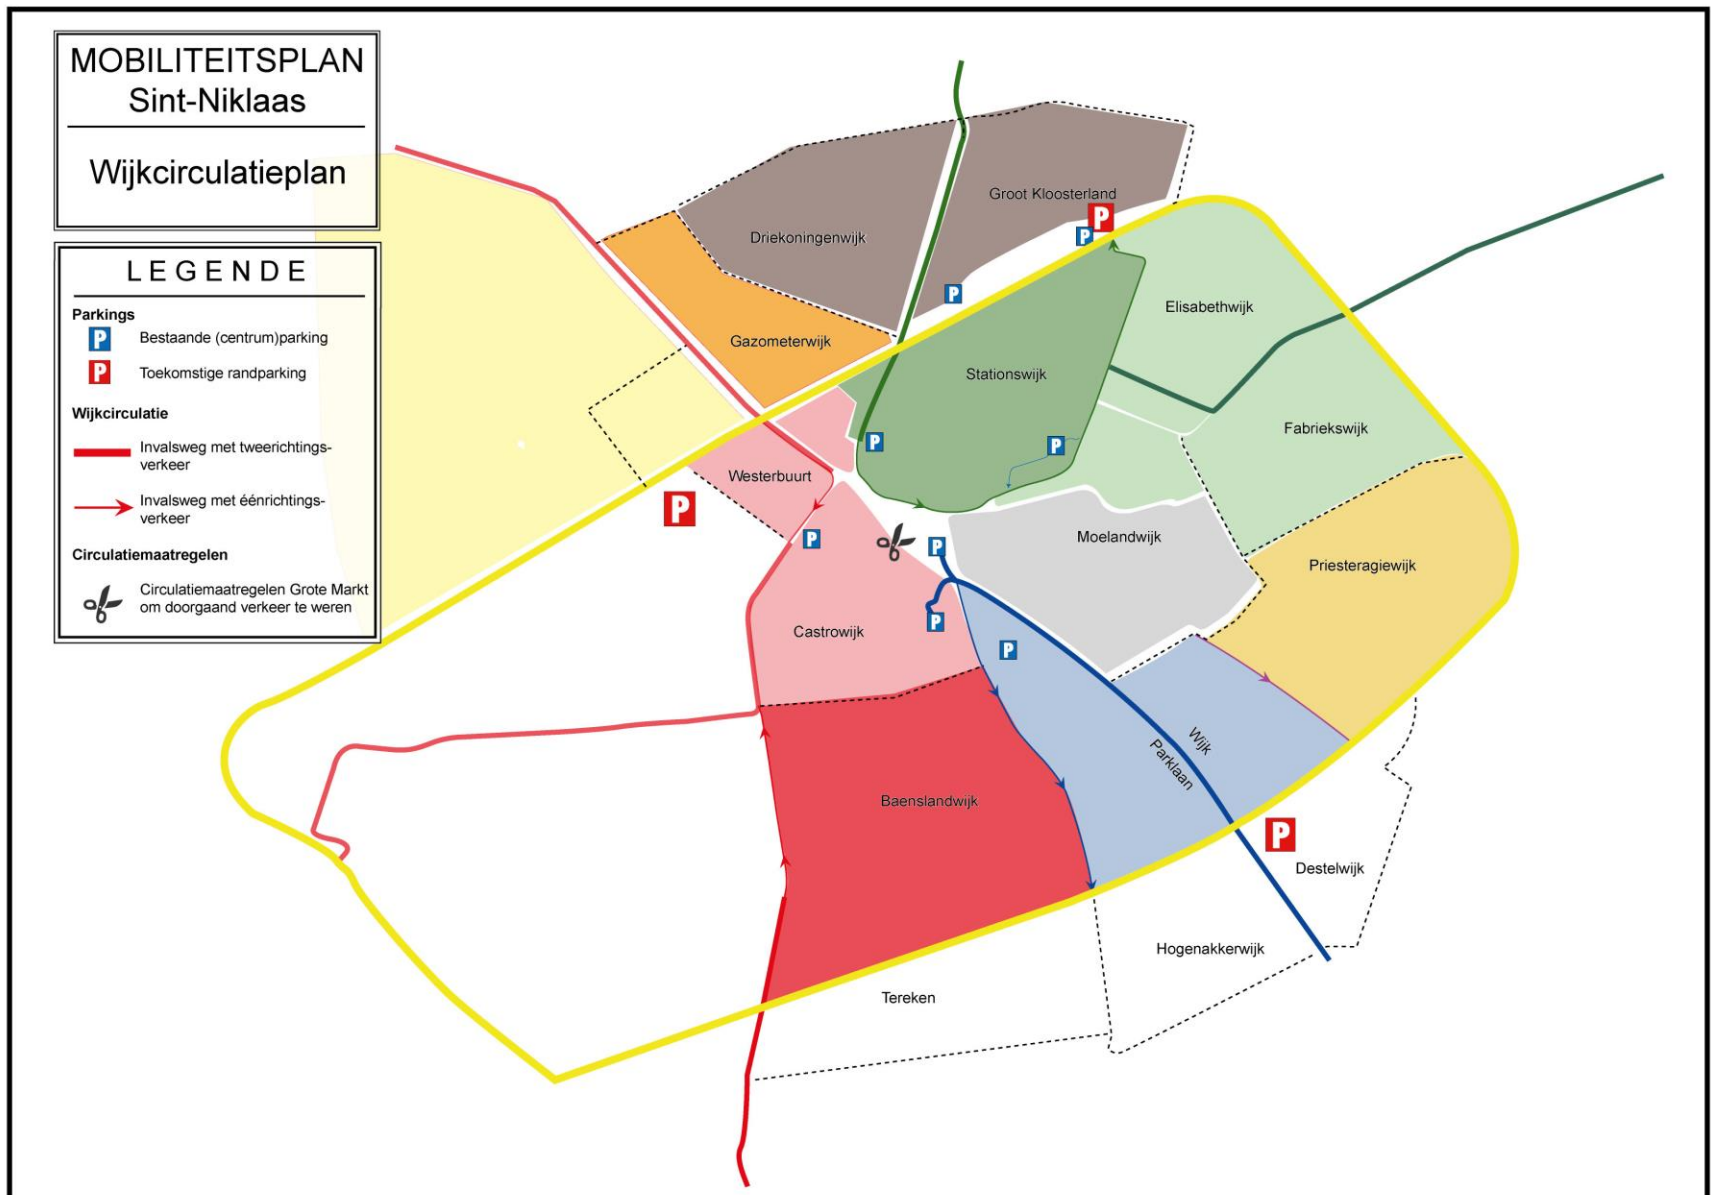 MOBILITEITSPLAN
Sint-Niklaas
Wijkcirculatieplan
LEGENDE
Parkings
P Bestaande (centrum)parking
P Toekomstige randparking
Wijkcirculatie
Invalsweg met tweerichtings-
verkeer
Invalsweg met éénrichtings-
verkeer
Circulatiemaatregelen
Circulatiemaatregelen Grote Markt
om doorgaand verkeer te weren
Groot Kloosterland
P
P
Driekoningenwijk
P
Elisabethwijk
Gazometerwijk
Stationswijk
Fabriekswijk
P
P
Westerbuurt
P
P
P
Moelandwijk
Priesteragiewijk
P
Castrowijk
P
Wijk
Parklaan
Baenslandwijk
P
Destelwijk
Hogenakkerwijk
Tereken